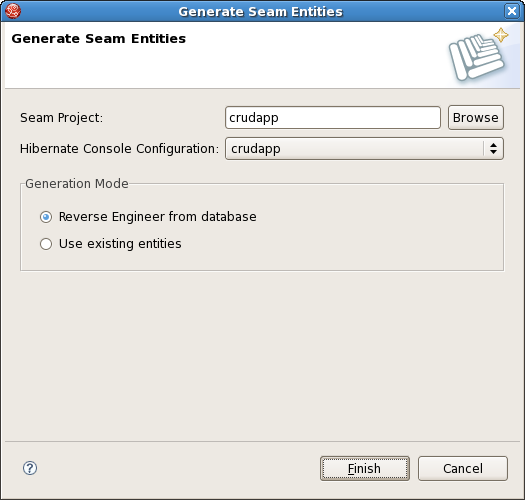 Generate Seam Entities
Generate Seam Entities
Seam Project: crudapp Browse
Hibernate Console Configuration: crudapp
Generation Mode
Reverse Engineer from database
Use existing entities
? Finish Cancel